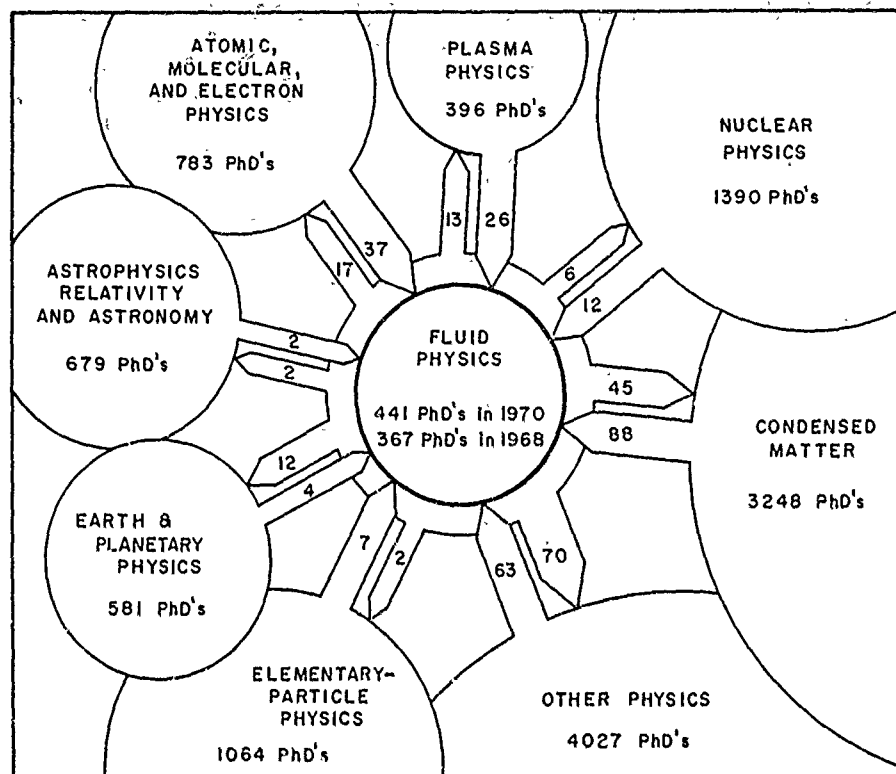 ATOMIC,
MOLECULAR,
AND ELECTRON
PHYSICS
783 PhD's
PLASMA
PHYSICS
396 PhD's
NUCLEAR
PHYSICS
1390 PhD's
ASTROPHYSICS
RELATIVITY
AND ASTRONOMY
679 PhD's
37
17
13
26
6
12
2
2
FLUID
PHYSICS
441 PhD's in 1970
367 PhD's in 1968
45
88
CONDENSED
MATTER
3248 PhD's
12
4
EARTH &
PLANETARY
PHYSICS
581 PhD's
7
2
63
70
ELEMENTARY-
PARTICLE
PHYSICS
1064 PhD's
OTHER PHYSICS
4027 PhD's